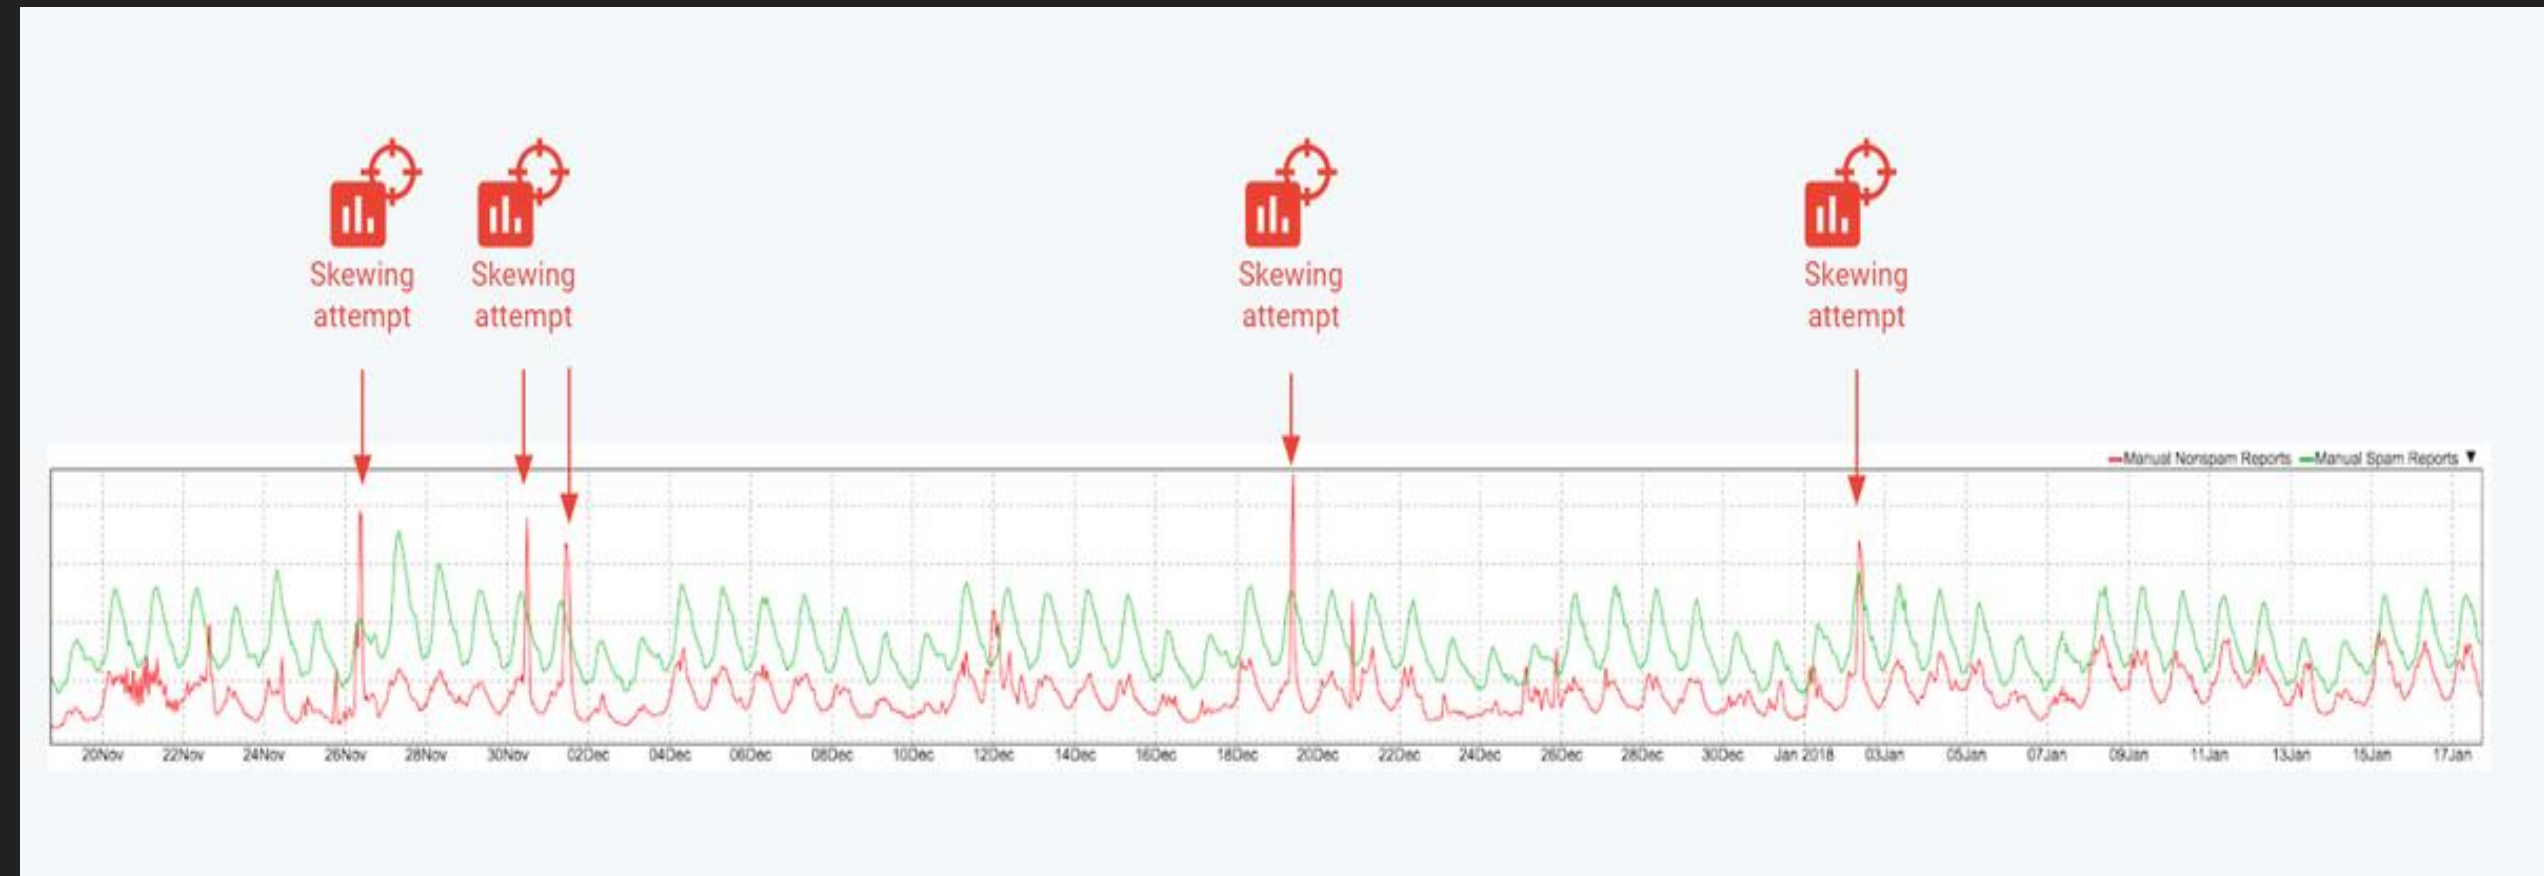 Skewing
attempt
Skewing
attempt
Skewing
attempt
Skewing
attempt
Manual Nonspam Reports Manual Spam Reports
20Nov 22Nov 24Nov 26Nov 28Nov 30Nov 02Dec 04Dec 06Dec 08Dec 10Dec 12Dec 14Dec 16Dec 18Dec 20Dec 22Dec 24Dec 26Dec 28Dec 30Dec Jan 2018 03Jan 05Jan 07Jan 09Jan 11Jan 13Jan 15Jan 17Jan